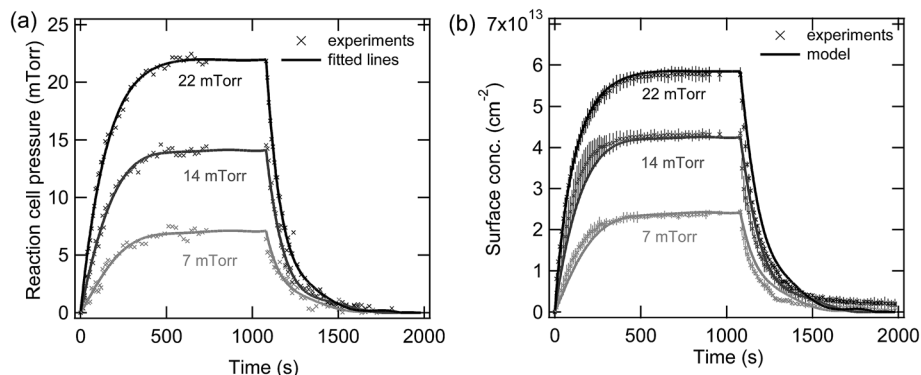 (a)
25
20
15
10
5
0
Reaction cell pressure (mTorr)
× experiments
fitted lines
22 mTorr
14 mTorr
7 mTorr
0 500 1000 1500 2000
Time (s)
(b)
7x10¹³
6
5
4
3
2
1
0
Surface conc. (cm⁻²)
× experiments
model
22 mTorr
14 mTorr
7 mTorr
0 500 1000 1500 2000
Time (s)